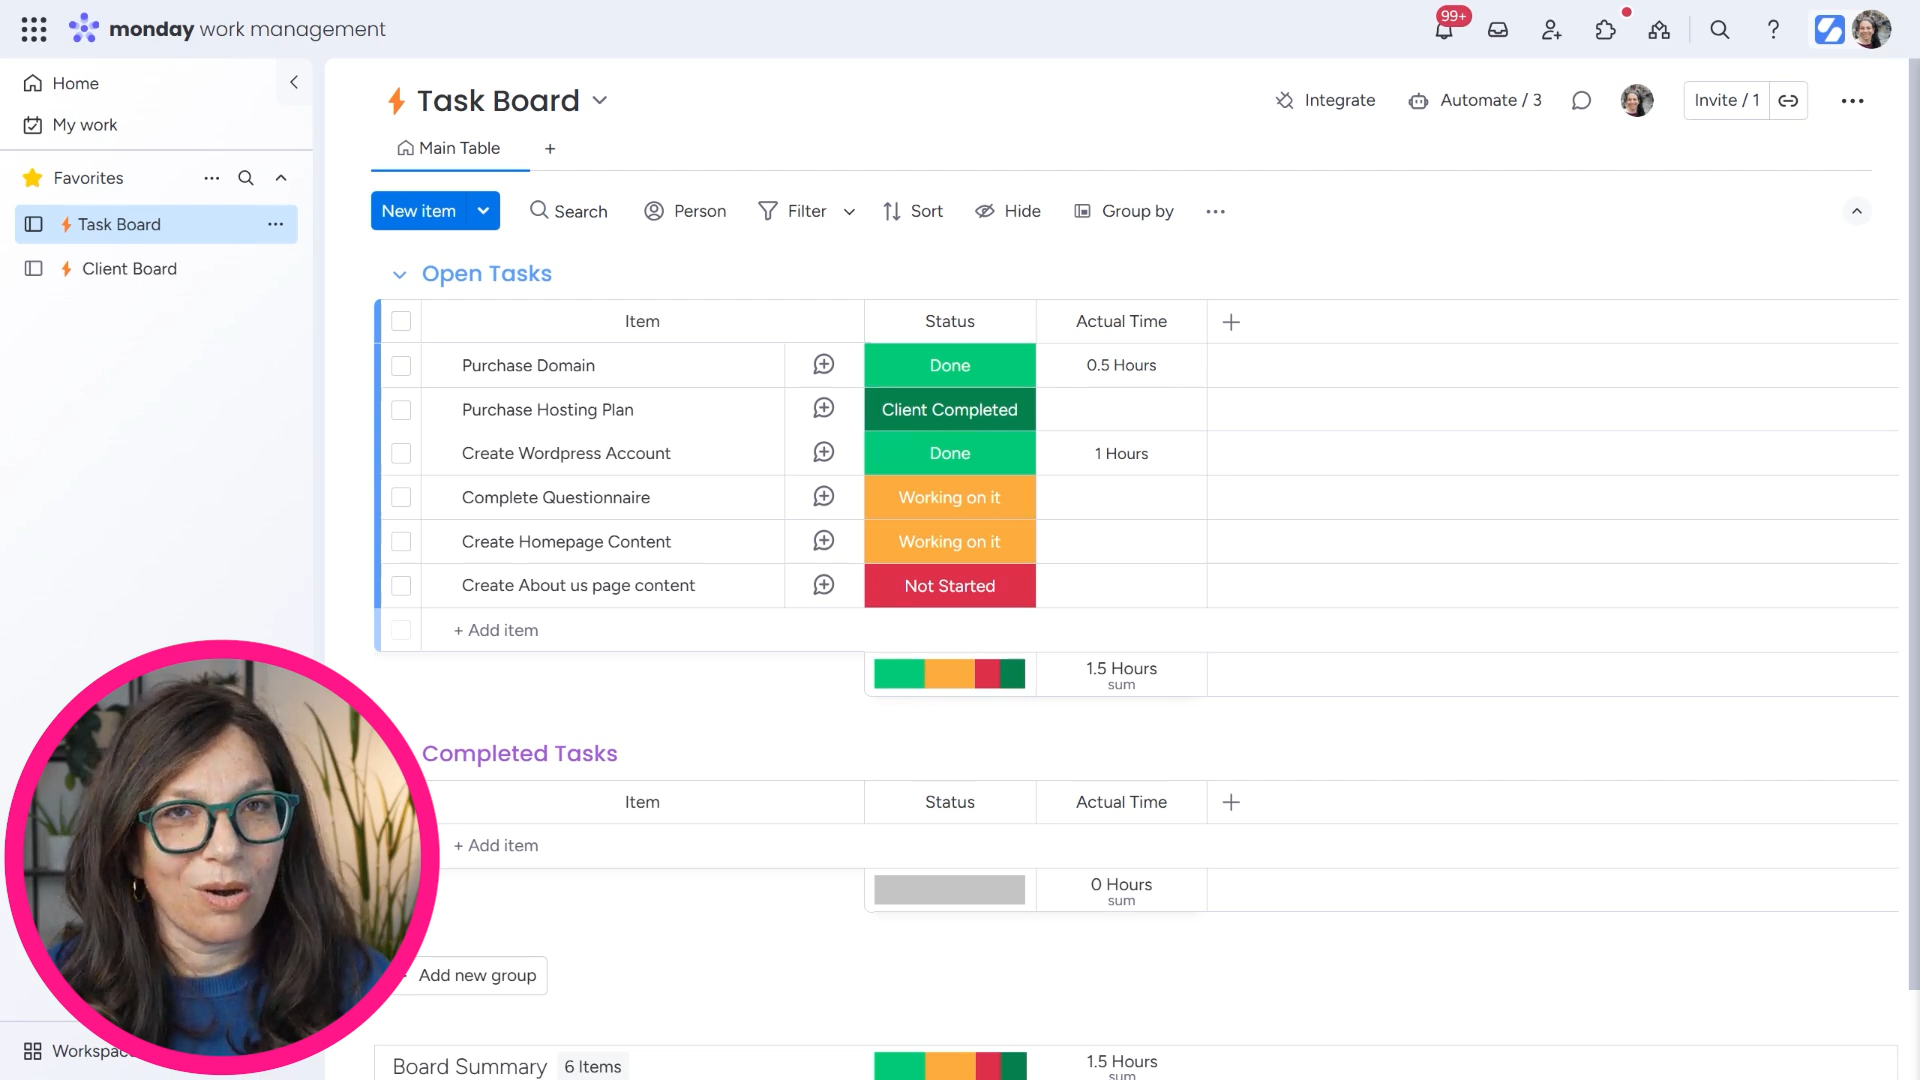 monday work management
99+
Home
My work
Favorites
Task Board
Client Board
Task Board
Integrate
Automate / 3
Invite / 1
Main Table
+
New item
Search
Person
Filter
Sort
Hide
Group by
Open Tasks
Item Status Actual Time +
Purchase Domain Done 0.5 Hours
Purchase Hosting Plan Client Completed
Create Wordpress Account Done 1 Hours
Complete Questionnaire Working on it
Create Homepage Content Working on it
Create About us page content Not Started
+ Add item
1.5 Hours
sum
Completed Tasks
Item Status Actual Time +
+ Add item
0 Hours
sum
Add new group
Board Summary 6 Items 1.5 Hours
sum